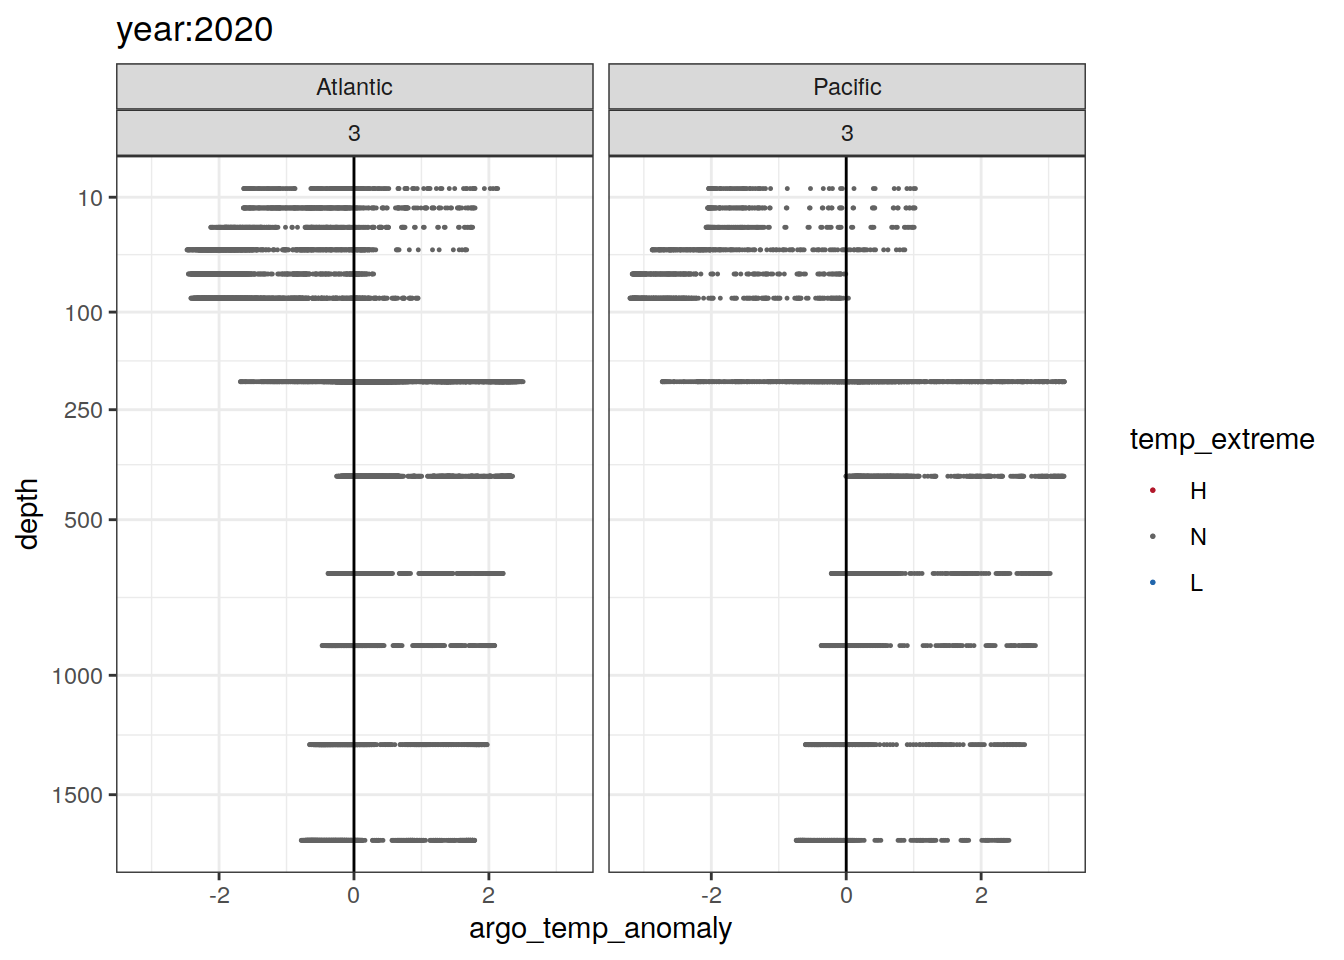 year:2020
Atlantic
Pacific
3
3
10
100
250
500
1000
1500
depth
-2
0
2
-2
0
2
argo_temp_anomaly
temp_extreme
H
N
L